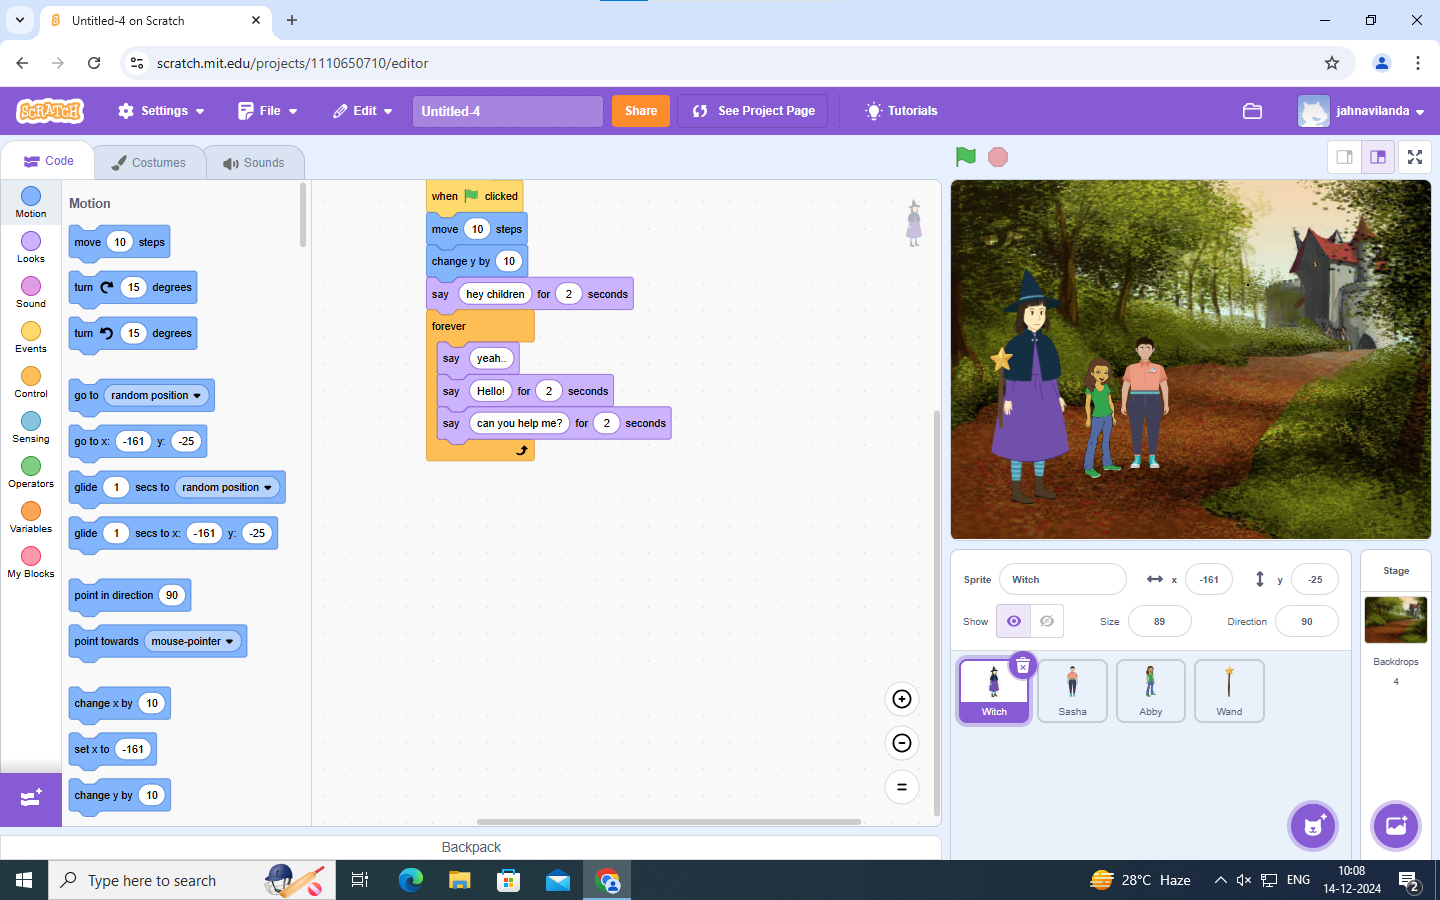 Untitled-4 on Scratch
scratch.mit.edu/projects/1110650710/editor
SCRATCH
Settings
File
Edit
Untitled-4
Share
See Project Page
Tutorials
jahnavilanda
Code
Costumes
Sounds
Motion
Looks
Sound
Events
Control
Sensing
Operators
Variables
My Blocks
Motion
move 10 steps
turn 15 degrees
turn 15 degrees
go to random position
go to x: -161 y: -25
glide 1 secs to random position
glide 1 secs to x: -161 y: -25
point in direction 90
point towards mouse-pointer
change x by 10
set x to -161
change y by 10
when clicked
move 10 steps
change y by 10
say hey children for 2 seconds
forever
say yeah..
say Hello! for 2 seconds
say can you help me? for 2 seconds
Sprite Witch x -161 y -25
Show Size 89 Direction 90
Witch
Sasha
Abby
Wand
Stage
Backdrops
4
Backpack
Type here to search
28°C Haze
ENG
10:08
14-12-2024
2